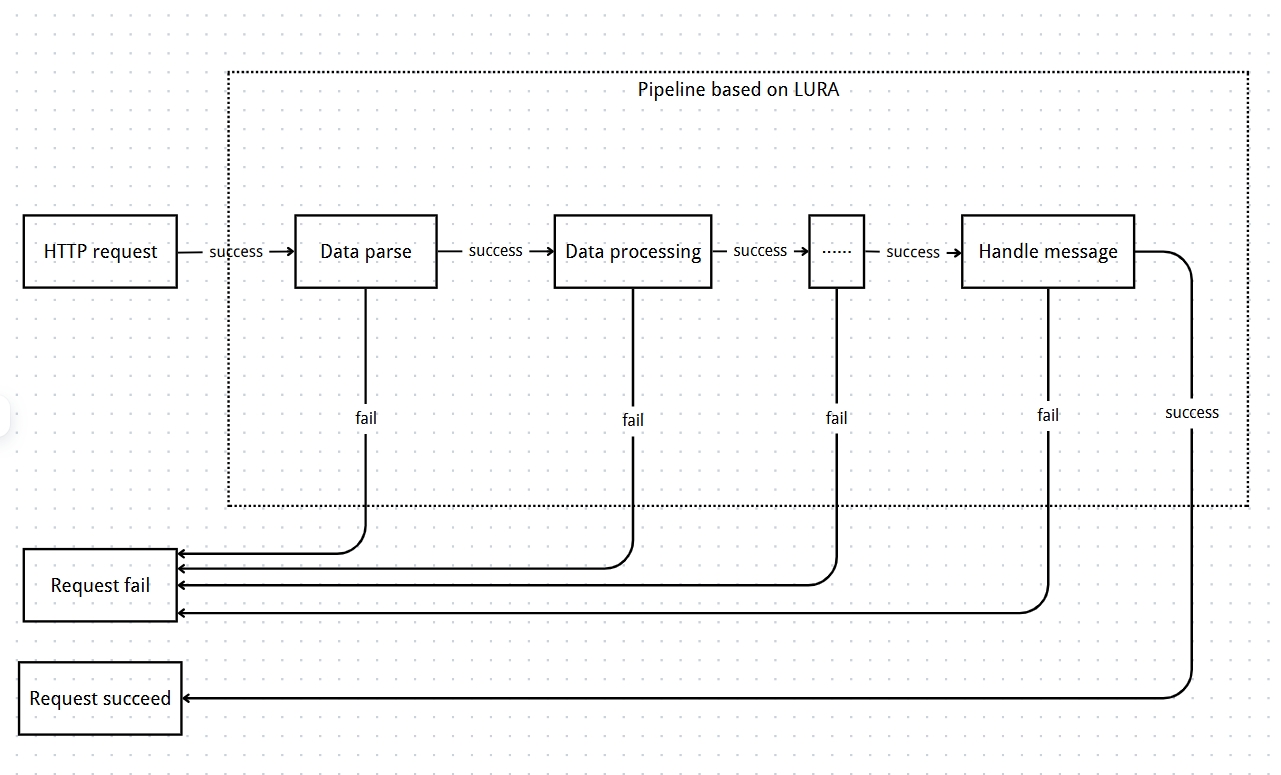 Pipeline based on LURA
HTTP request
success
Data parse
success
Data processing
success
······
success
Handle message
fail
fail
fail
fail
success
Request fail
Request succeed